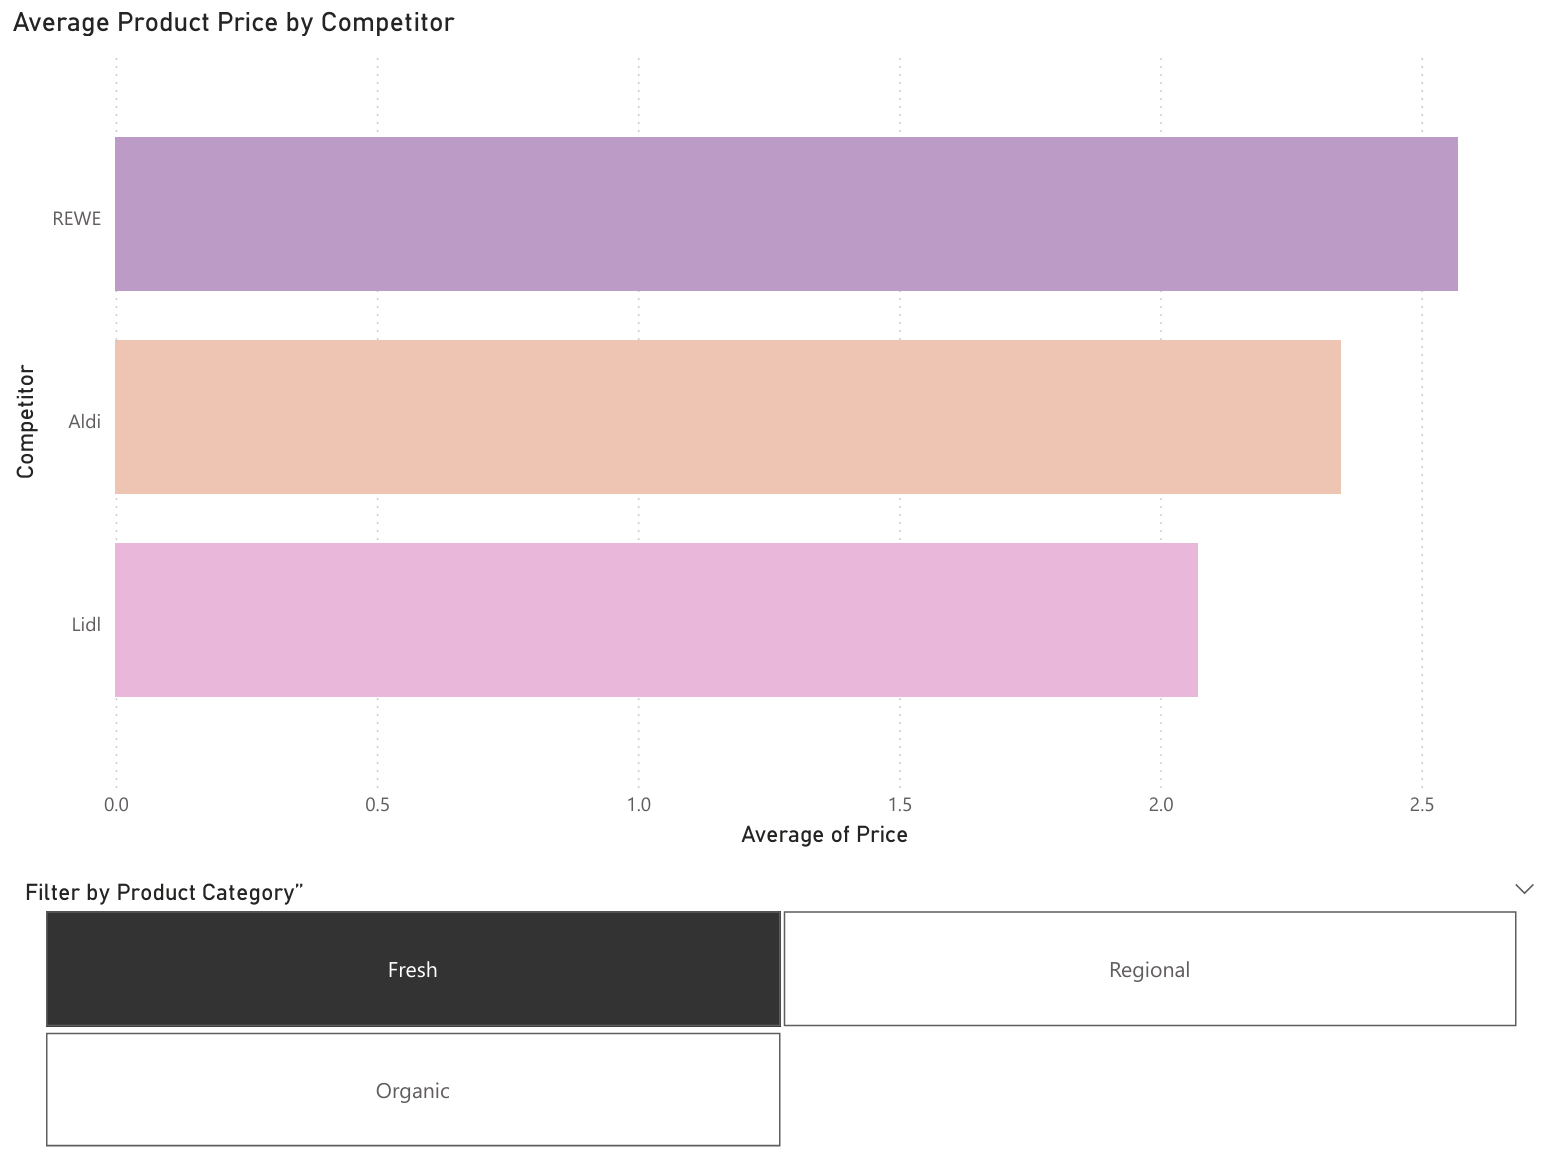 Average Product Price by Competitor
REWE
Aldi
Lidl
Competitor
0.0 0.5 1.0 1.5 2.0 2.5
Average of Price
Filter by Product Category”
Fresh Regional
Organic